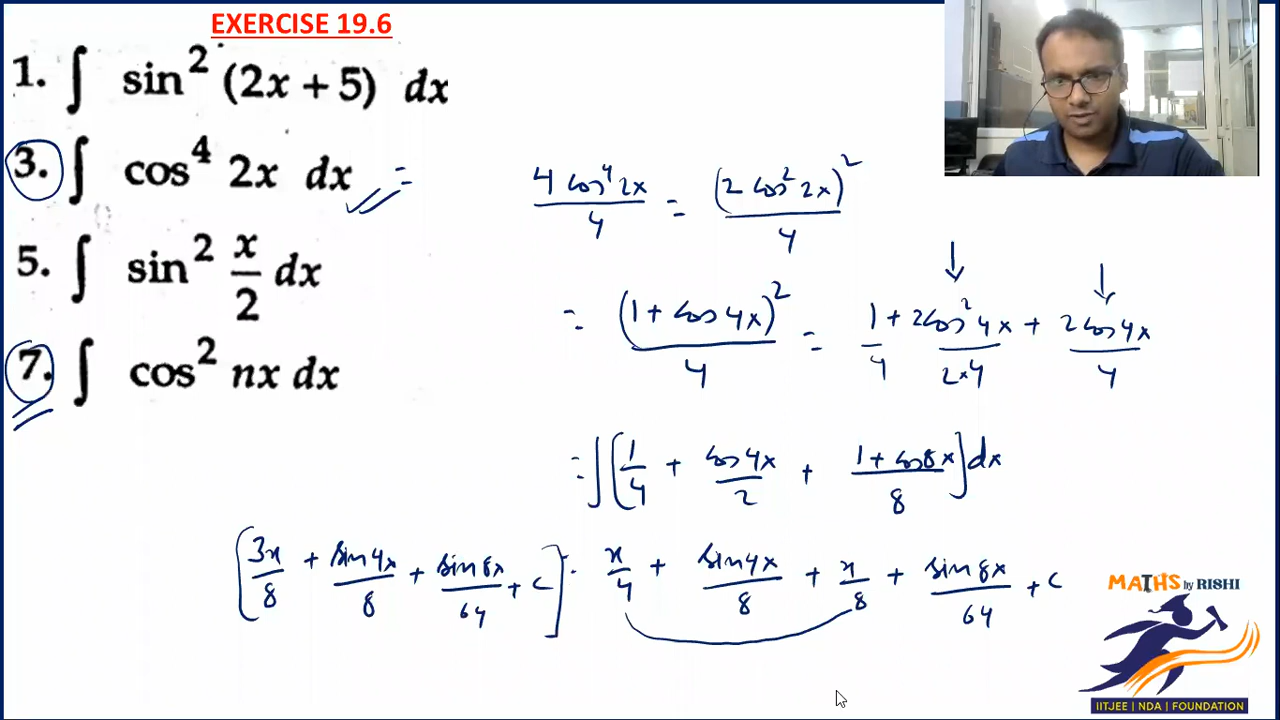 EXERCISE 19.6
1. ∫ sin² (2x + 5) dx
3. ∫ cos⁴ 2x dx =
4 cos⁴ 2x / 4 = (2 cos² 2x)² / 4
5. ∫ sin² x/2 dx
= (1 + cos 4x)² / 4 = 1/4 + 2cos² 4x / 2×4 + 2cos 4x / 4
7. ∫ cos² nx dx
= ∫ [1/4 + cos 4x / 2 + 1 + cos 8x / 8] dx
[3x/8 + sin 4x / 8 + sin 8x / 64 + c] = x/4 + sin 4x / 8 + x/8 + sin 8x / 64 + c
MATHS by RISHI
IITJEE | NDA | FOUNDATION